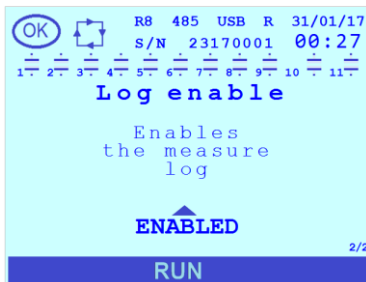 OK R8 485 USB R 31/01/17
S/N 23170001 00:27
1. 2. 3. 4. 5. 6. 7. 8. 9. 10 . 11.
Log enable
Enables
the measure
log
ENABLED
2/2
RUN